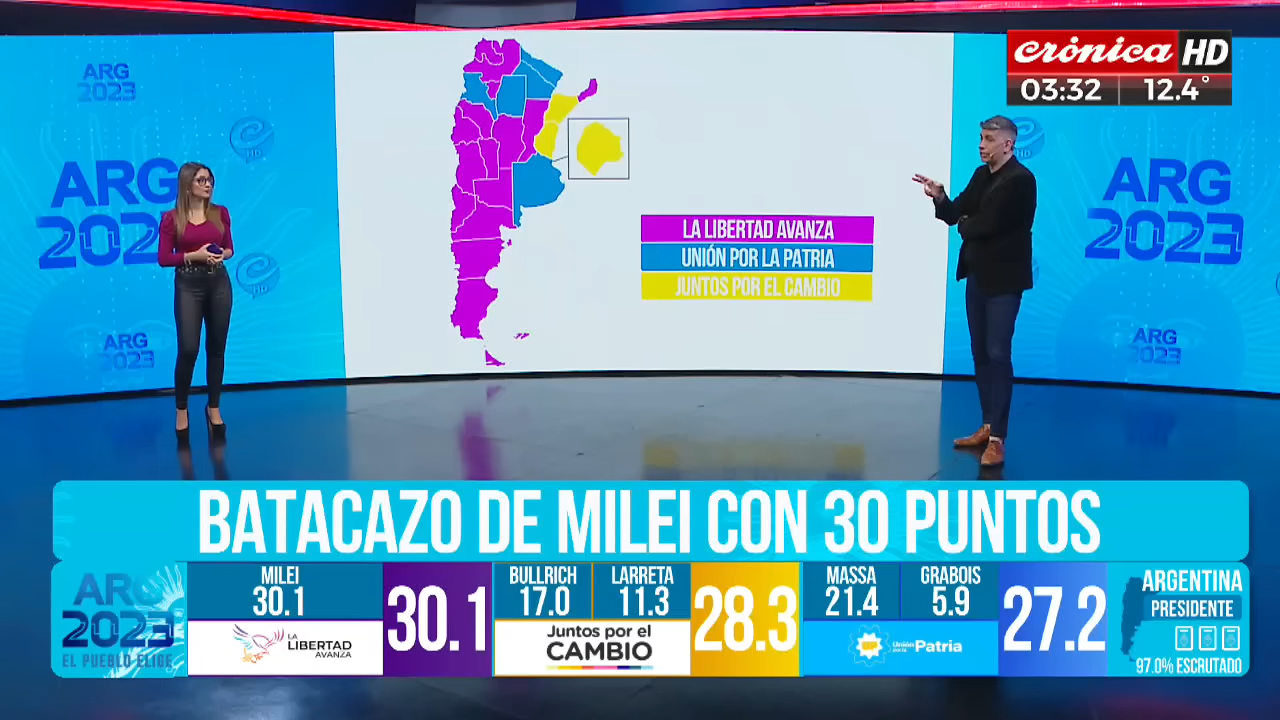 crónica HD
03:32 12.4°
ARG
2023
ARG
2023
ARG
2023
ARG
2023
ARG
2023
HD
HD
HD
LA LIBERTAD AVANZA
UNIÓN POR LA PATRIA
JUNTOS POR EL CAMBIO
BATACAZO DE MILEI CON 30 PUNTOS
ARG
2023
EL PUEBLO ELIGE
MILEI
30.1
LA
LIBERTAD
AVANZA
30.1
BULLRICH
17.0
LARRETA
11.3
Juntos por el
CAMBIO
28.3
MASSA
21.4
GRABOIS
5.9
Unión
por la
Patria
27.2
ARGENTINA
PRESIDENTE
97.0% ESCRUTADO